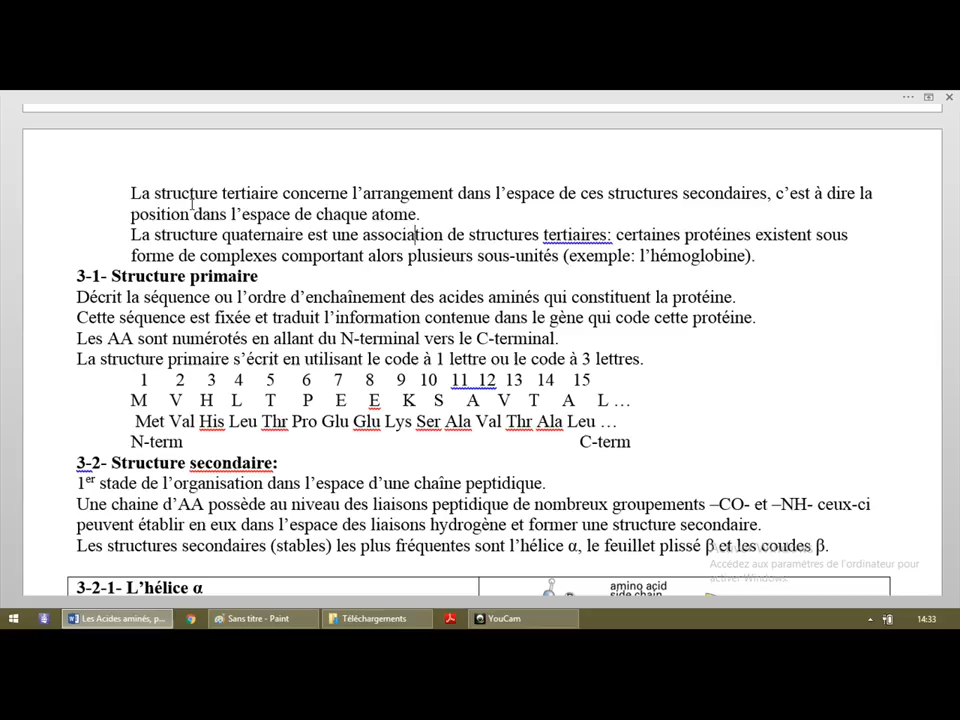 La structure tertiaire concerne l’arrangement dans l’espace de ces structures secondaires, c’est à dire la
position dans l’espace de chaque atome.
La structure quaternaire est une association de structures tertiaires: certaines protéines existent sous
forme de complexes comportant alors plusieurs sous-unités (exemple: l’hémoglobine).
3-1- Structure primaire
Décrit la séquence ou l’ordre d’enchaînement des acides aminés qui constituent la protéine.
Cette séquence est fixée et traduit l’information contenue dans le gène qui code cette protéine.
Les AA sont numérotés en allant du N-terminal vers le C-terminal.
La structure primaire s’écrit en utilisant le code à 1 lettre ou le code à 3 lettres.
1 2 3 4 5 6 7 8 9 10 11 12 13 14 15
M V H L T P E E K S A V T A L …
Met Val His Leu Thr Pro Glu Glu Lys Ser Ala Val Thr Ala Leu …
N-term C-term
3-2- Structure secondaire:
1er stade de l’organisation dans l’espace d’une chaîne peptidique.
Une chaine d’AA possède au niveau des liaisons peptidique de nombreux groupements –CO- et –NH- ceux-ci
peuvent établir en eux dans l’espace des liaisons hydrogène et former une structure secondaire.
Les structures secondaires (stables) les plus fréquentes sont l’hélice α, le feuillet plissé β et les coudes β.
Accédez aux paramètres de l'ordinateur pour
activer Windows.
3-2-1- L’hélice α
amino acid
side chain
Les Acides aminés, p...
Sans titre - Paint
Téléchargements
YouCam
14:33